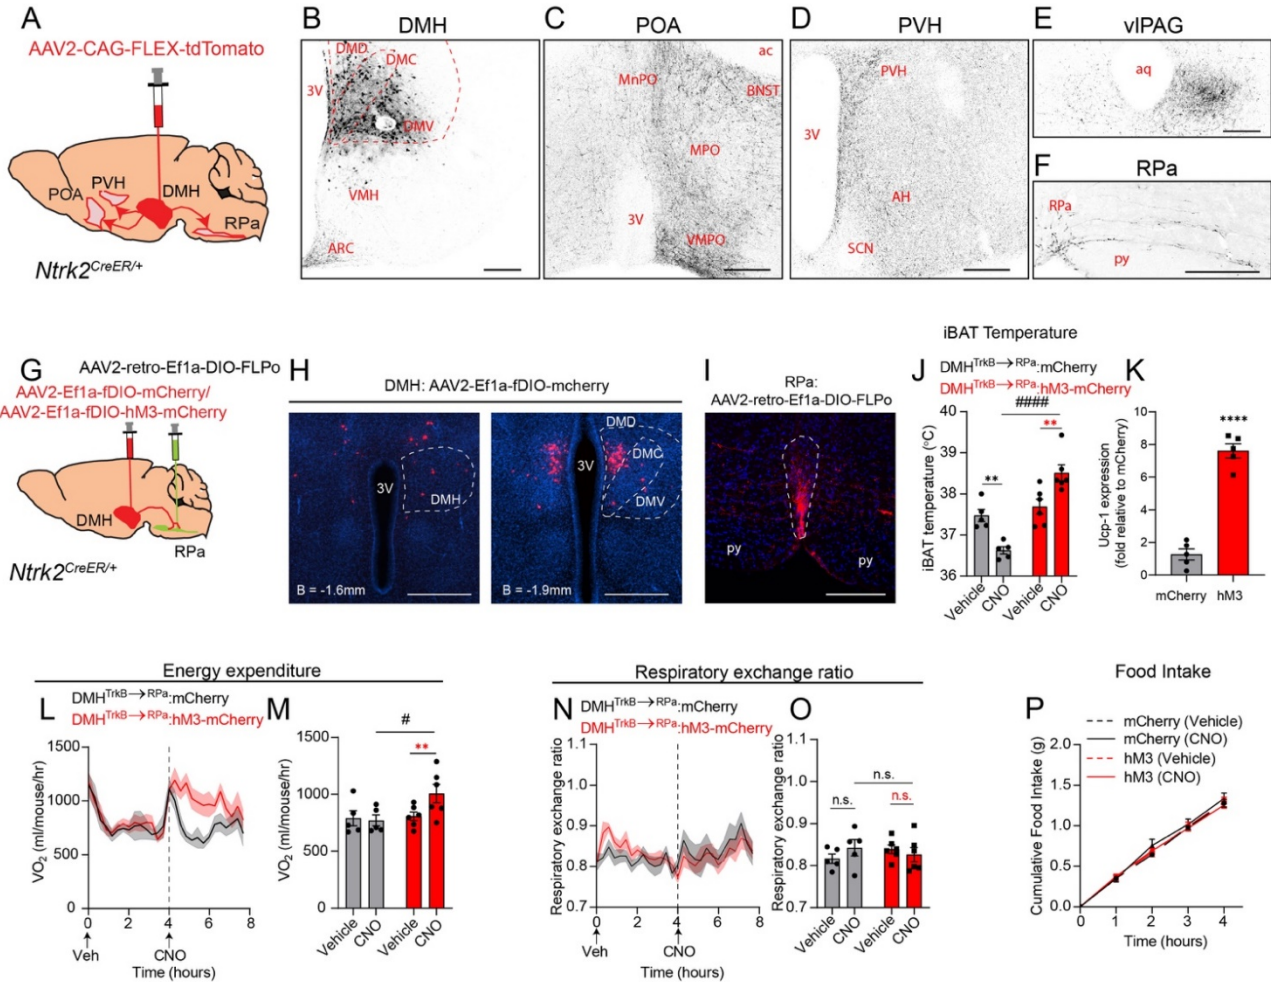 A
AAV2-CAG-FLEX-tdTomato
POA
PVH
DMH
RPa
Ntrk2CreER/+
B
DMH
DMD
DMC
3V
DMV
VMH
ARC
C
POA
ac
MnPO
BNST
MPO
3V
VMPO
D
PVH
PVH
3V
AH
SCN
E
vlPAG
aq
F
RPa
RPa
py
G
AAV2-retro-Ef1a-DIO-FLPo
AAV2-Ef1a-fDIO-mCherry/
AAV2-Ef1a-fDIO-hM3-mCherry
DMH
RPa
Ntrk2CreER/+
H
DMH: AAV2-Ef1a-fDIO-mcherry
3V
DMH
B = -1.6mm
DMD
3V
DMC
DMV
B = -1.9mm
I
RPa:
AAV2-retro-Ef1a-DIO-FLPo
py
py
iBAT Temperature
J
DMHTrkB→RPa:mCherry
DMHTrkB→RPa:hM3-mCherry
####
**
**
iBAT temperature (°C)
40
39
38
37
36
Vehicle
CNO
Vehicle
CNO
K
****
Ucp-1 expression
(fold relative to mCherry)
10
8
6
4
2
0
mCherry
hM3
Energy expenditure
L
DMHTrkB→RPa:mCherry
DMHTrkB→RPa:hM3-mCherry
VO2 (ml/mouse/hr)
1500
1000
500
0
0 2 4 6 8
Veh
CNO
Time (hours)
M
#
**
VO2 (ml/mouse/hr)
1500
1000
500
0
Vehicle
CNO
Vehicle
CNO
Respiratory exchange ratio
N
DMHTrkB→RPa:mCherry
DMHTrkB→RPa:hM3-mCherry
Respiratory exchange ratio
1.1
1.0
0.9
0.8
0.7
0 2 4 6 8
Veh
CNO
Time (hours)
O
n.s.
n.s.
n.s.
Respiratory exchange ratio
1.1
1.0
0.9
0.8
0.7
Vehicle
CNO
Vehicle
CNO
Food Intake
P
mCherry (Vehicle)
mCherry (CNO)
hM3 (Vehicle)
hM3 (CNO)
Cumulative Food Intake (g)
2.0
1.5
1.0
0.5
0.0
0 1 2 3 4
Time (hours)